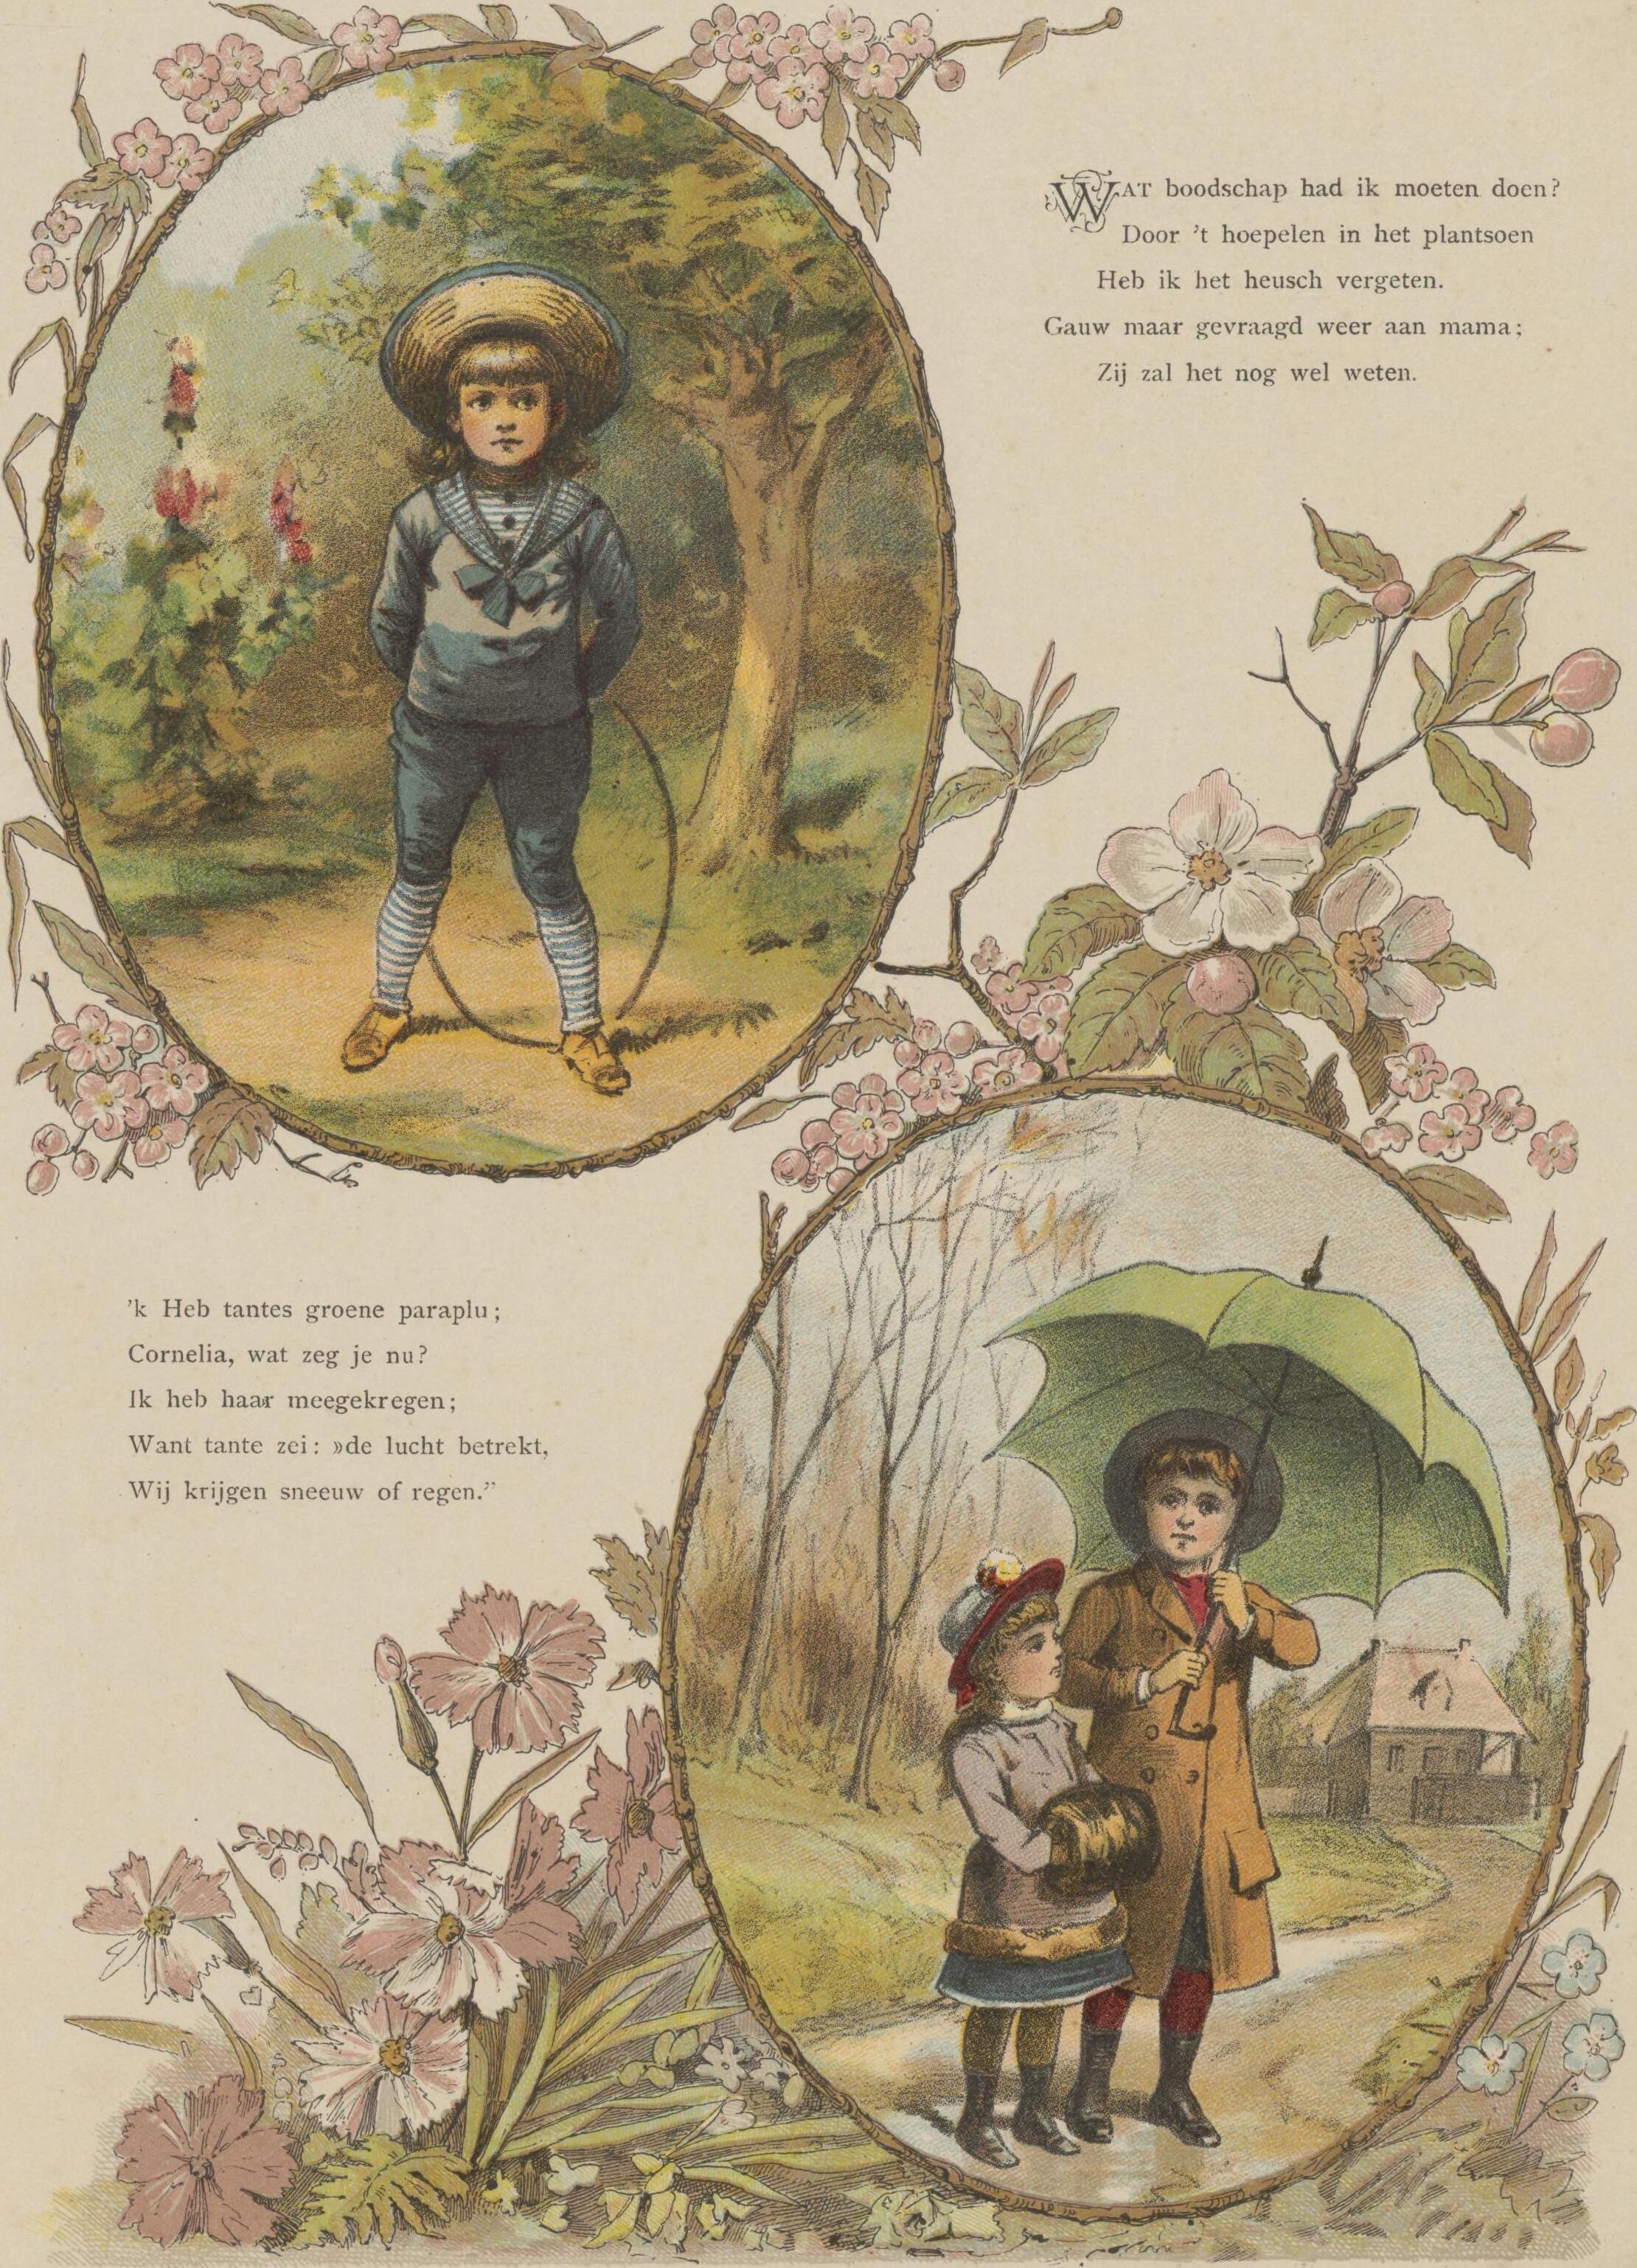 WAT boodschap had ik moeten doen?
Door 't hoepelen in het plantsoen
Heb ik het heusch vergeten.
Gauw maar gevraagd weer aan mama;
Zij zal het nog wel weten.
'k Heb tantes groene paraplu;
Cornelia, wat zeg je nu?
Ik heb haar meegekregen;
Want tante zei: »de lucht betrekt,
Wij krijgen sneeuw of regen.”